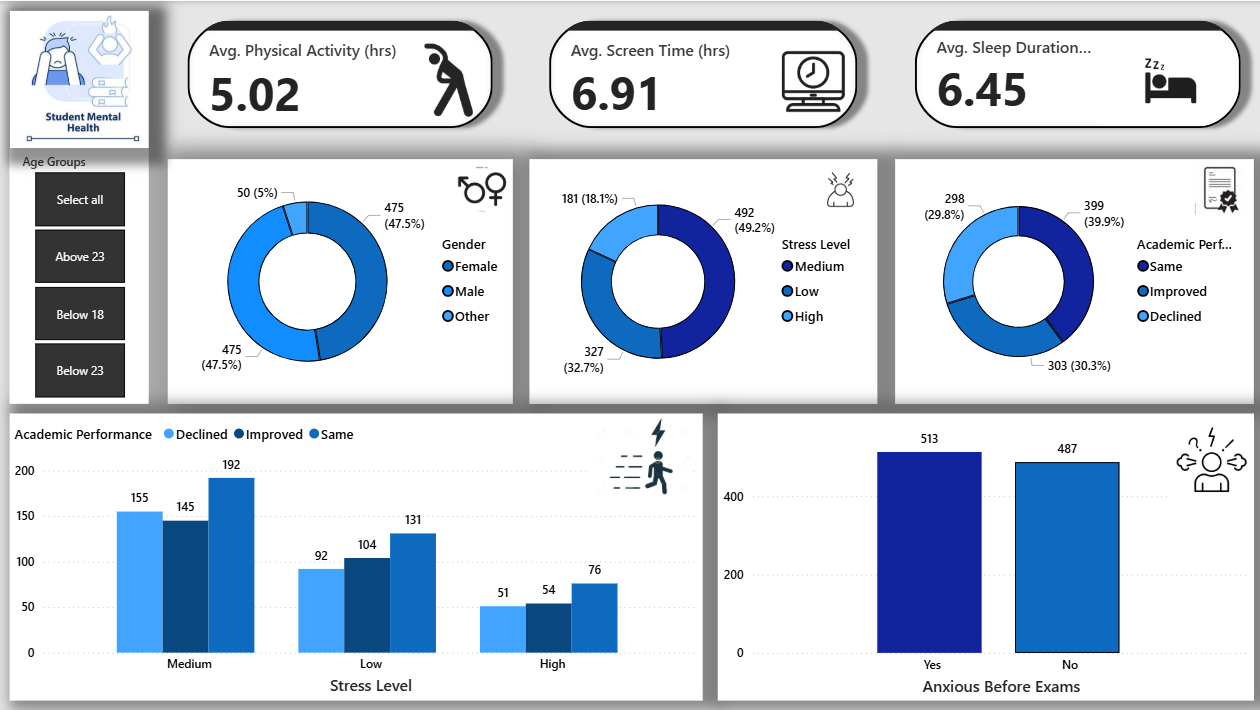 Student Mental
Health
Avg. Physical Activity (hrs)
5.02
Avg. Screen Time (hrs)
6.91
Avg. Sleep Duration...
6.45
Zzz
Age Groups
Select all
Above 23
Below 18
Below 23
50 (5%)
475
(47.5%)
475
(47.5%)
Gender
Female
Male
Other
181 (18.1%)
492
(49.2%)
327
(32.7%)
Stress Level
Medium
Low
High
298
(29.8%)
399
(39.9%)
303 (30.3%)
Academic Perf...
Same
Improved
Declined
Academic Performance Declined Improved Same
200
150
100
50
0
155
145
192
92
104
131
51
54
76
Medium
Low
High
Stress Level
400
200
0
513
487
Yes
No
Anxious Before Exams